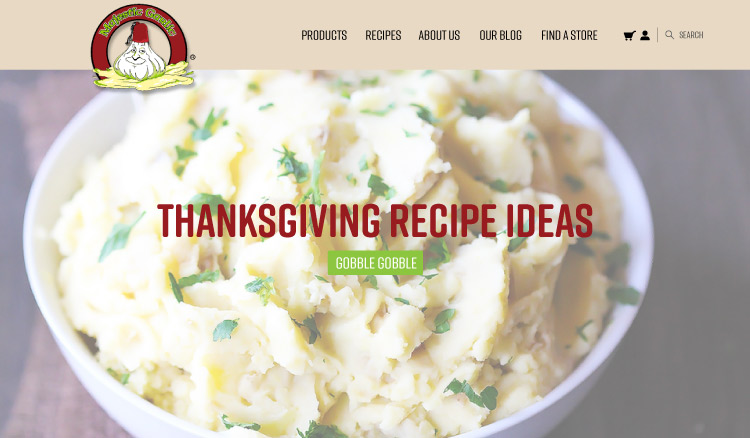 Majestic Garlic
®
PRODUCTS RECIPES ABOUT US OUR BLOG FIND A STORE SEARCH
THANKSGIVING RECIPE IDEAS
GOBBLE GOBBLE